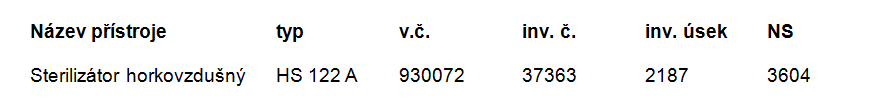 Název přístroje typ v.č. inv. č. inv. úsek NS
Sterilizátor horkovzdušný HS 122 A 930072 37363 2187 3604